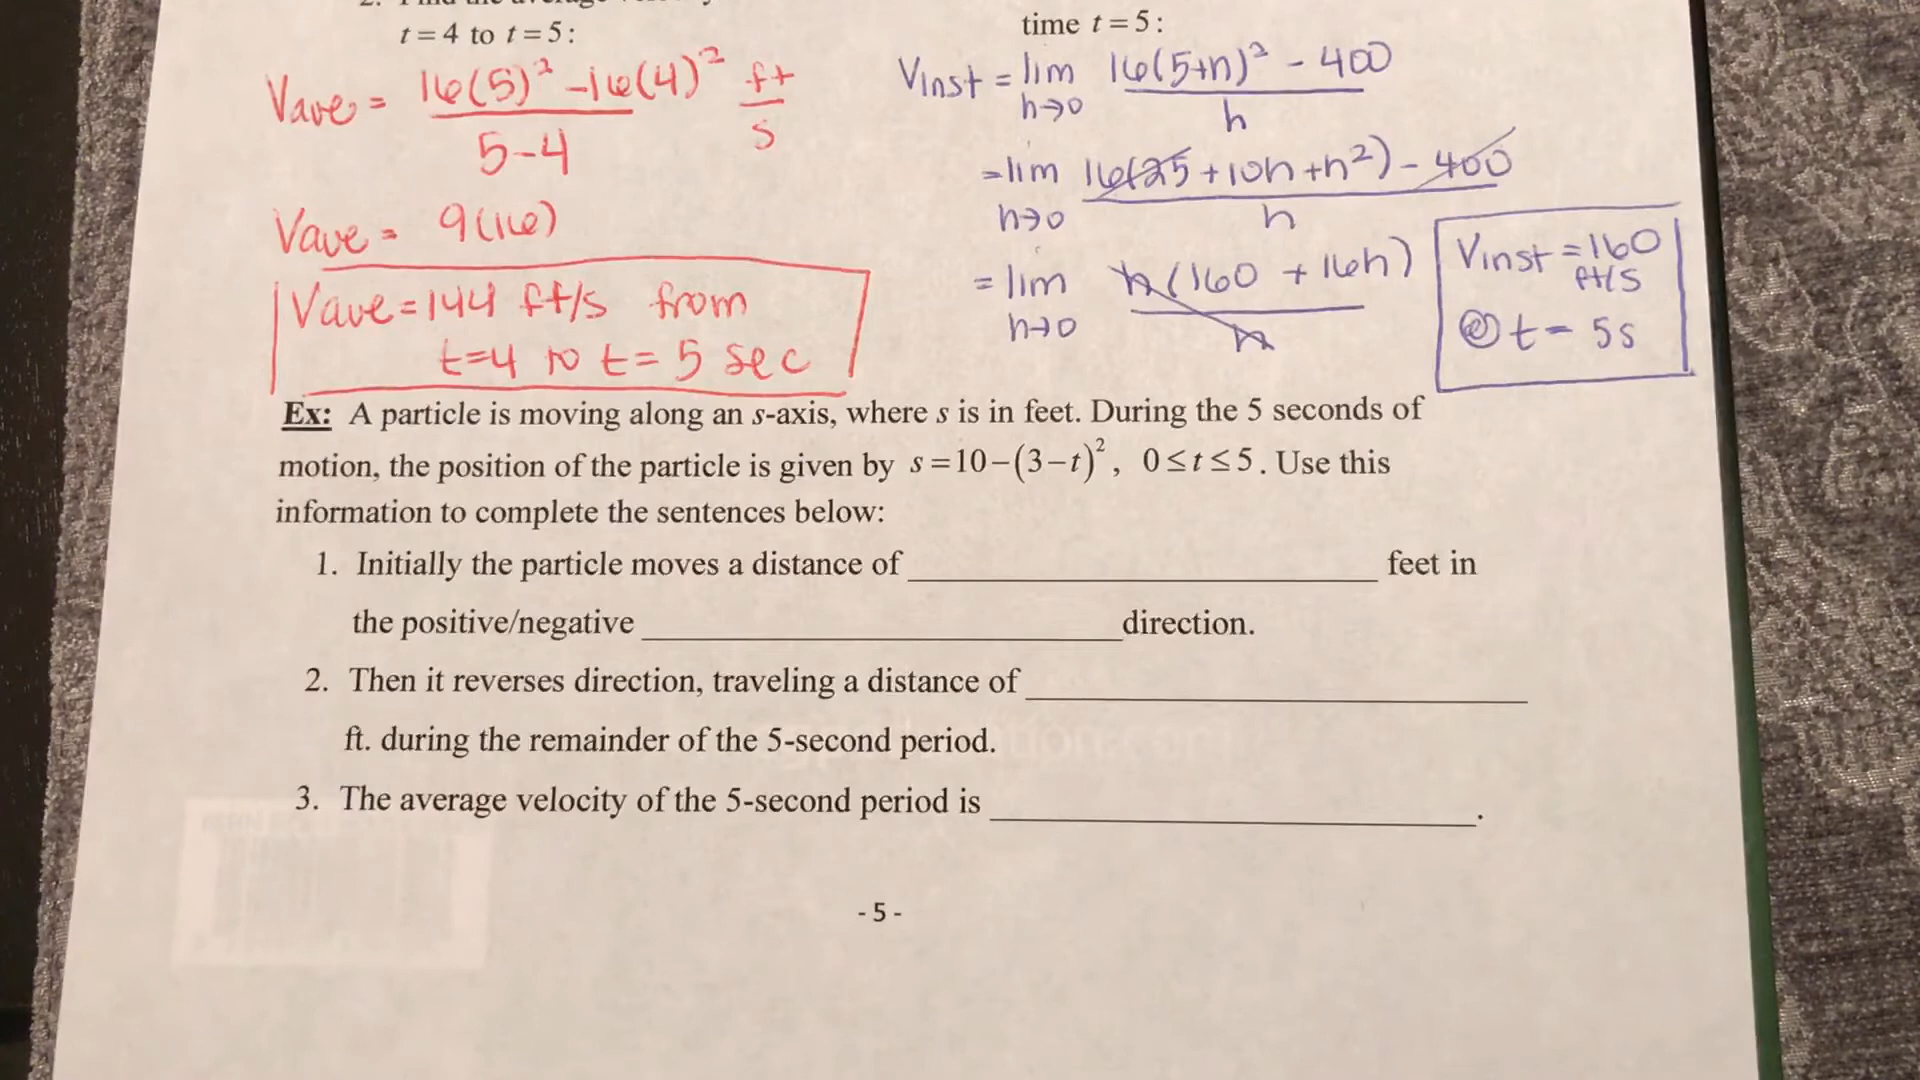 t = 4 to t = 5:
time t = 5:
Vave = 16(5)² - 16(4)² / 5-4 ft/s
Vave = 9(16)
Vave = 144 ft/s from
t=4 to t= 5 sec
Vinst = lim h→0 16(5+h)² - 400 / h
= lim h→0 16(25 + 10h + h²) - 400 / h
= lim h→0 h(160 + 16h) / h
Vinst = 160
ft/s
@ t = 5s
Ex: A particle is moving along an s-axis, where s is in feet. During the 5 seconds of
motion, the position of the particle is given by s = 10 – (3 – t)², 0 ≤ t ≤ 5. Use this
information to complete the sentences below:
1. Initially the particle moves a distance of ____________ feet in
the positive/negative ____________ direction.
2. Then it reverses direction, traveling a distance of ____________
ft. during the remainder of the 5-second period.
3. The average velocity of the 5-second period is ____________.
- 5 -